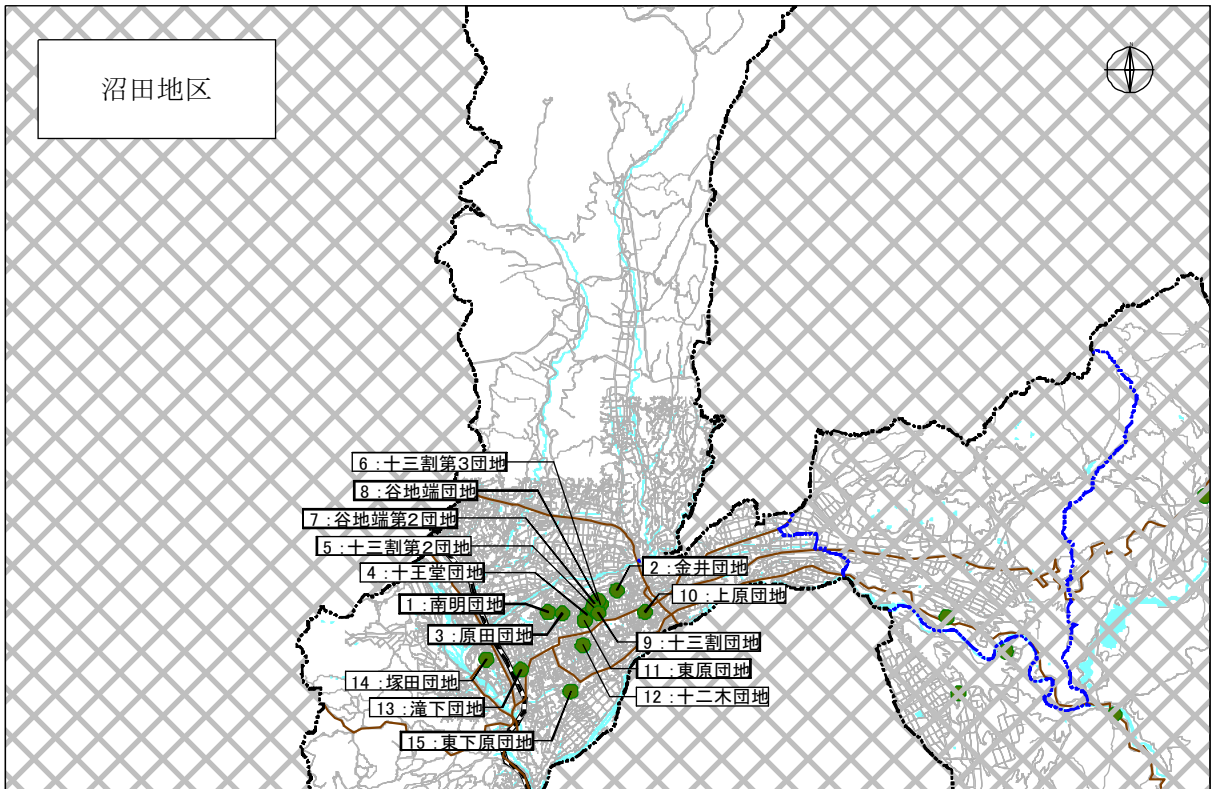 沼田地区
6 :十三割第3団地
8 :谷地端団地
7 :谷地端第2団地
5 :十三割第2団地
4 :十王堂団地
2 :金井団地
1 :南明団地
10 :上原団地
3 :原田団地
9 :十三割団地
11 :東原団地
14 :塚田団地
12 :十二木団地
13 :滝下団地
15 :東下原団地